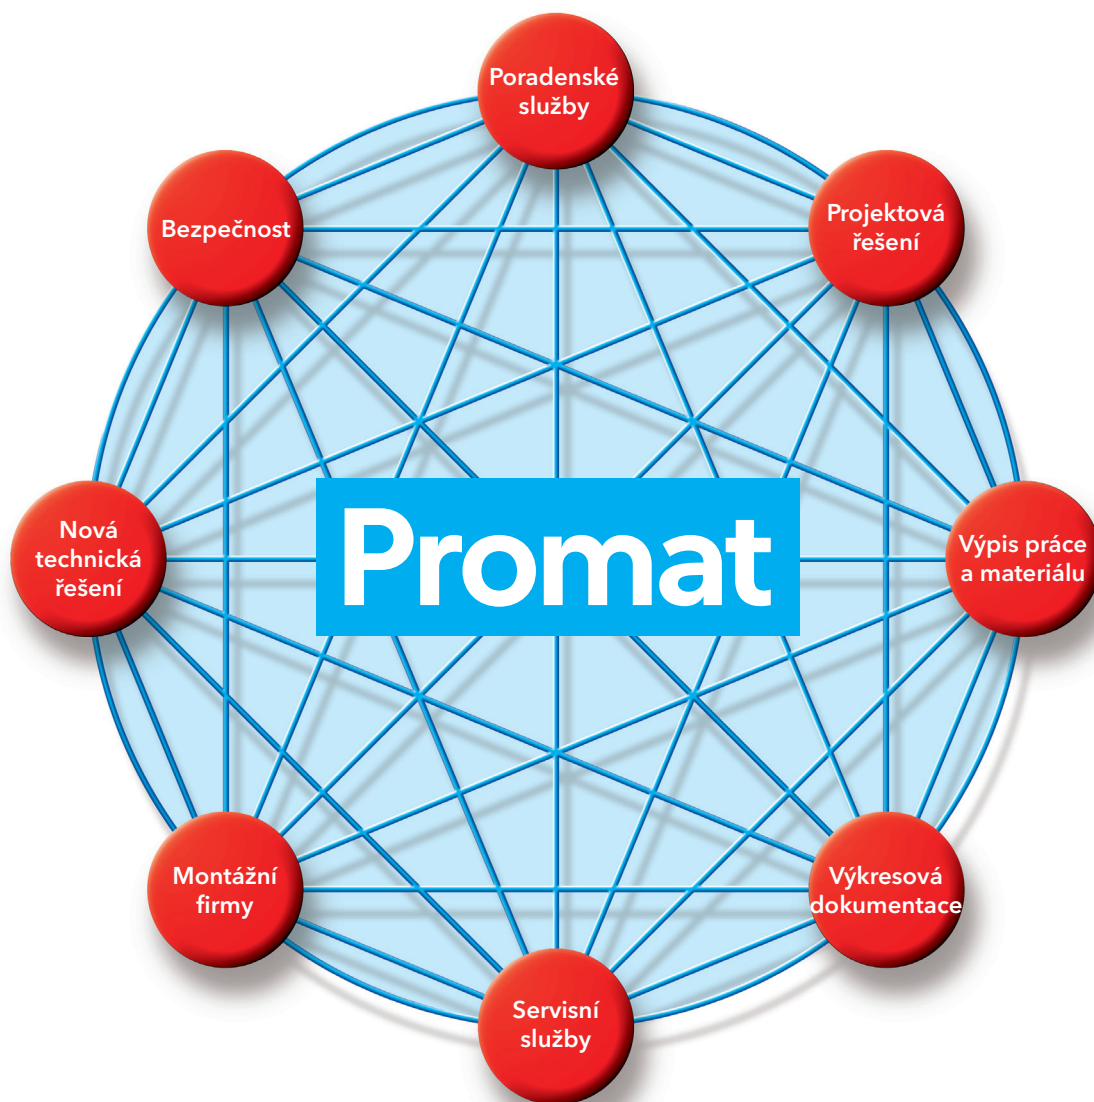 Poradenské
služby
Bezpečnost
Projektová
řešení
Nová
technická
řešení
Promat
Výpis práce
a materiálu
Montážní
firmy
Výkresová
dokumentace
Servisní
služby